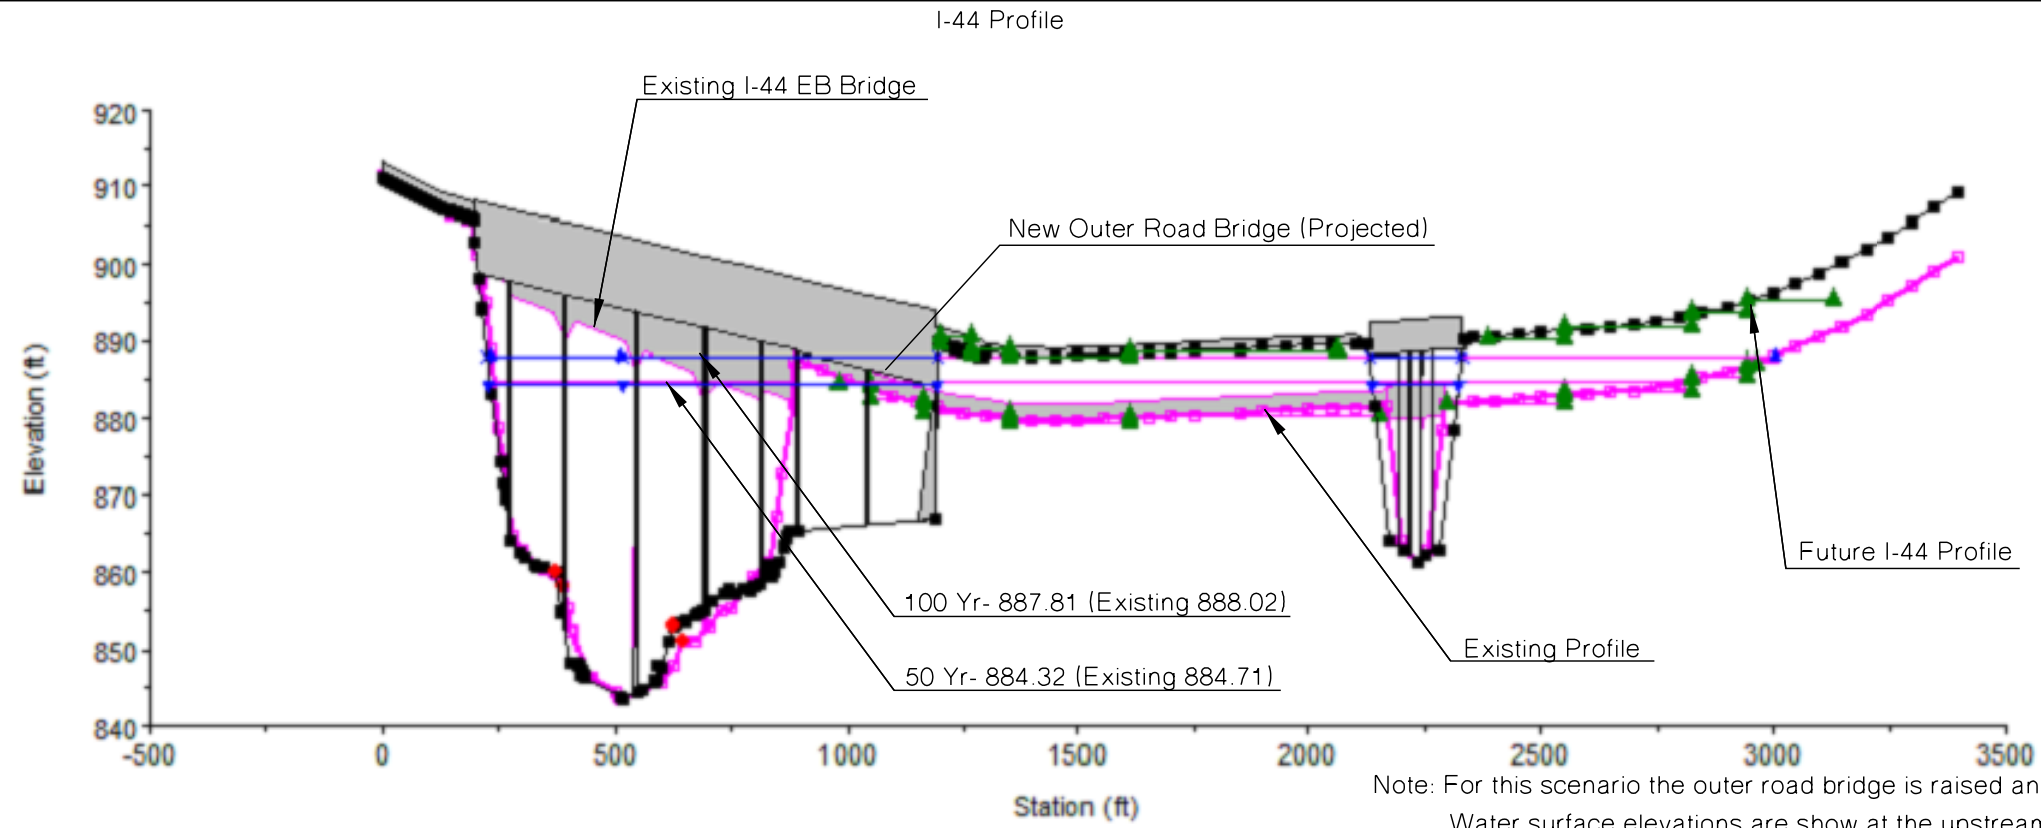 I-44 Profile
Existing I-44 EB Bridge
New Outer Road Bridge (Projected)
Elevation (ft)
920
910
900
890
880
870
860
850
840
100 Yr- 887.81 (Existing 888.02)
50 Yr- 884.32 (Existing 884.71)
Existing Profile
Future I-44 Profile
-500 0 500 1000 1500 2000 2500 3000 3500
Station (ft)
Note: For this scenario the outer road bridge is raised an
Water surface elevations are show at the upstream